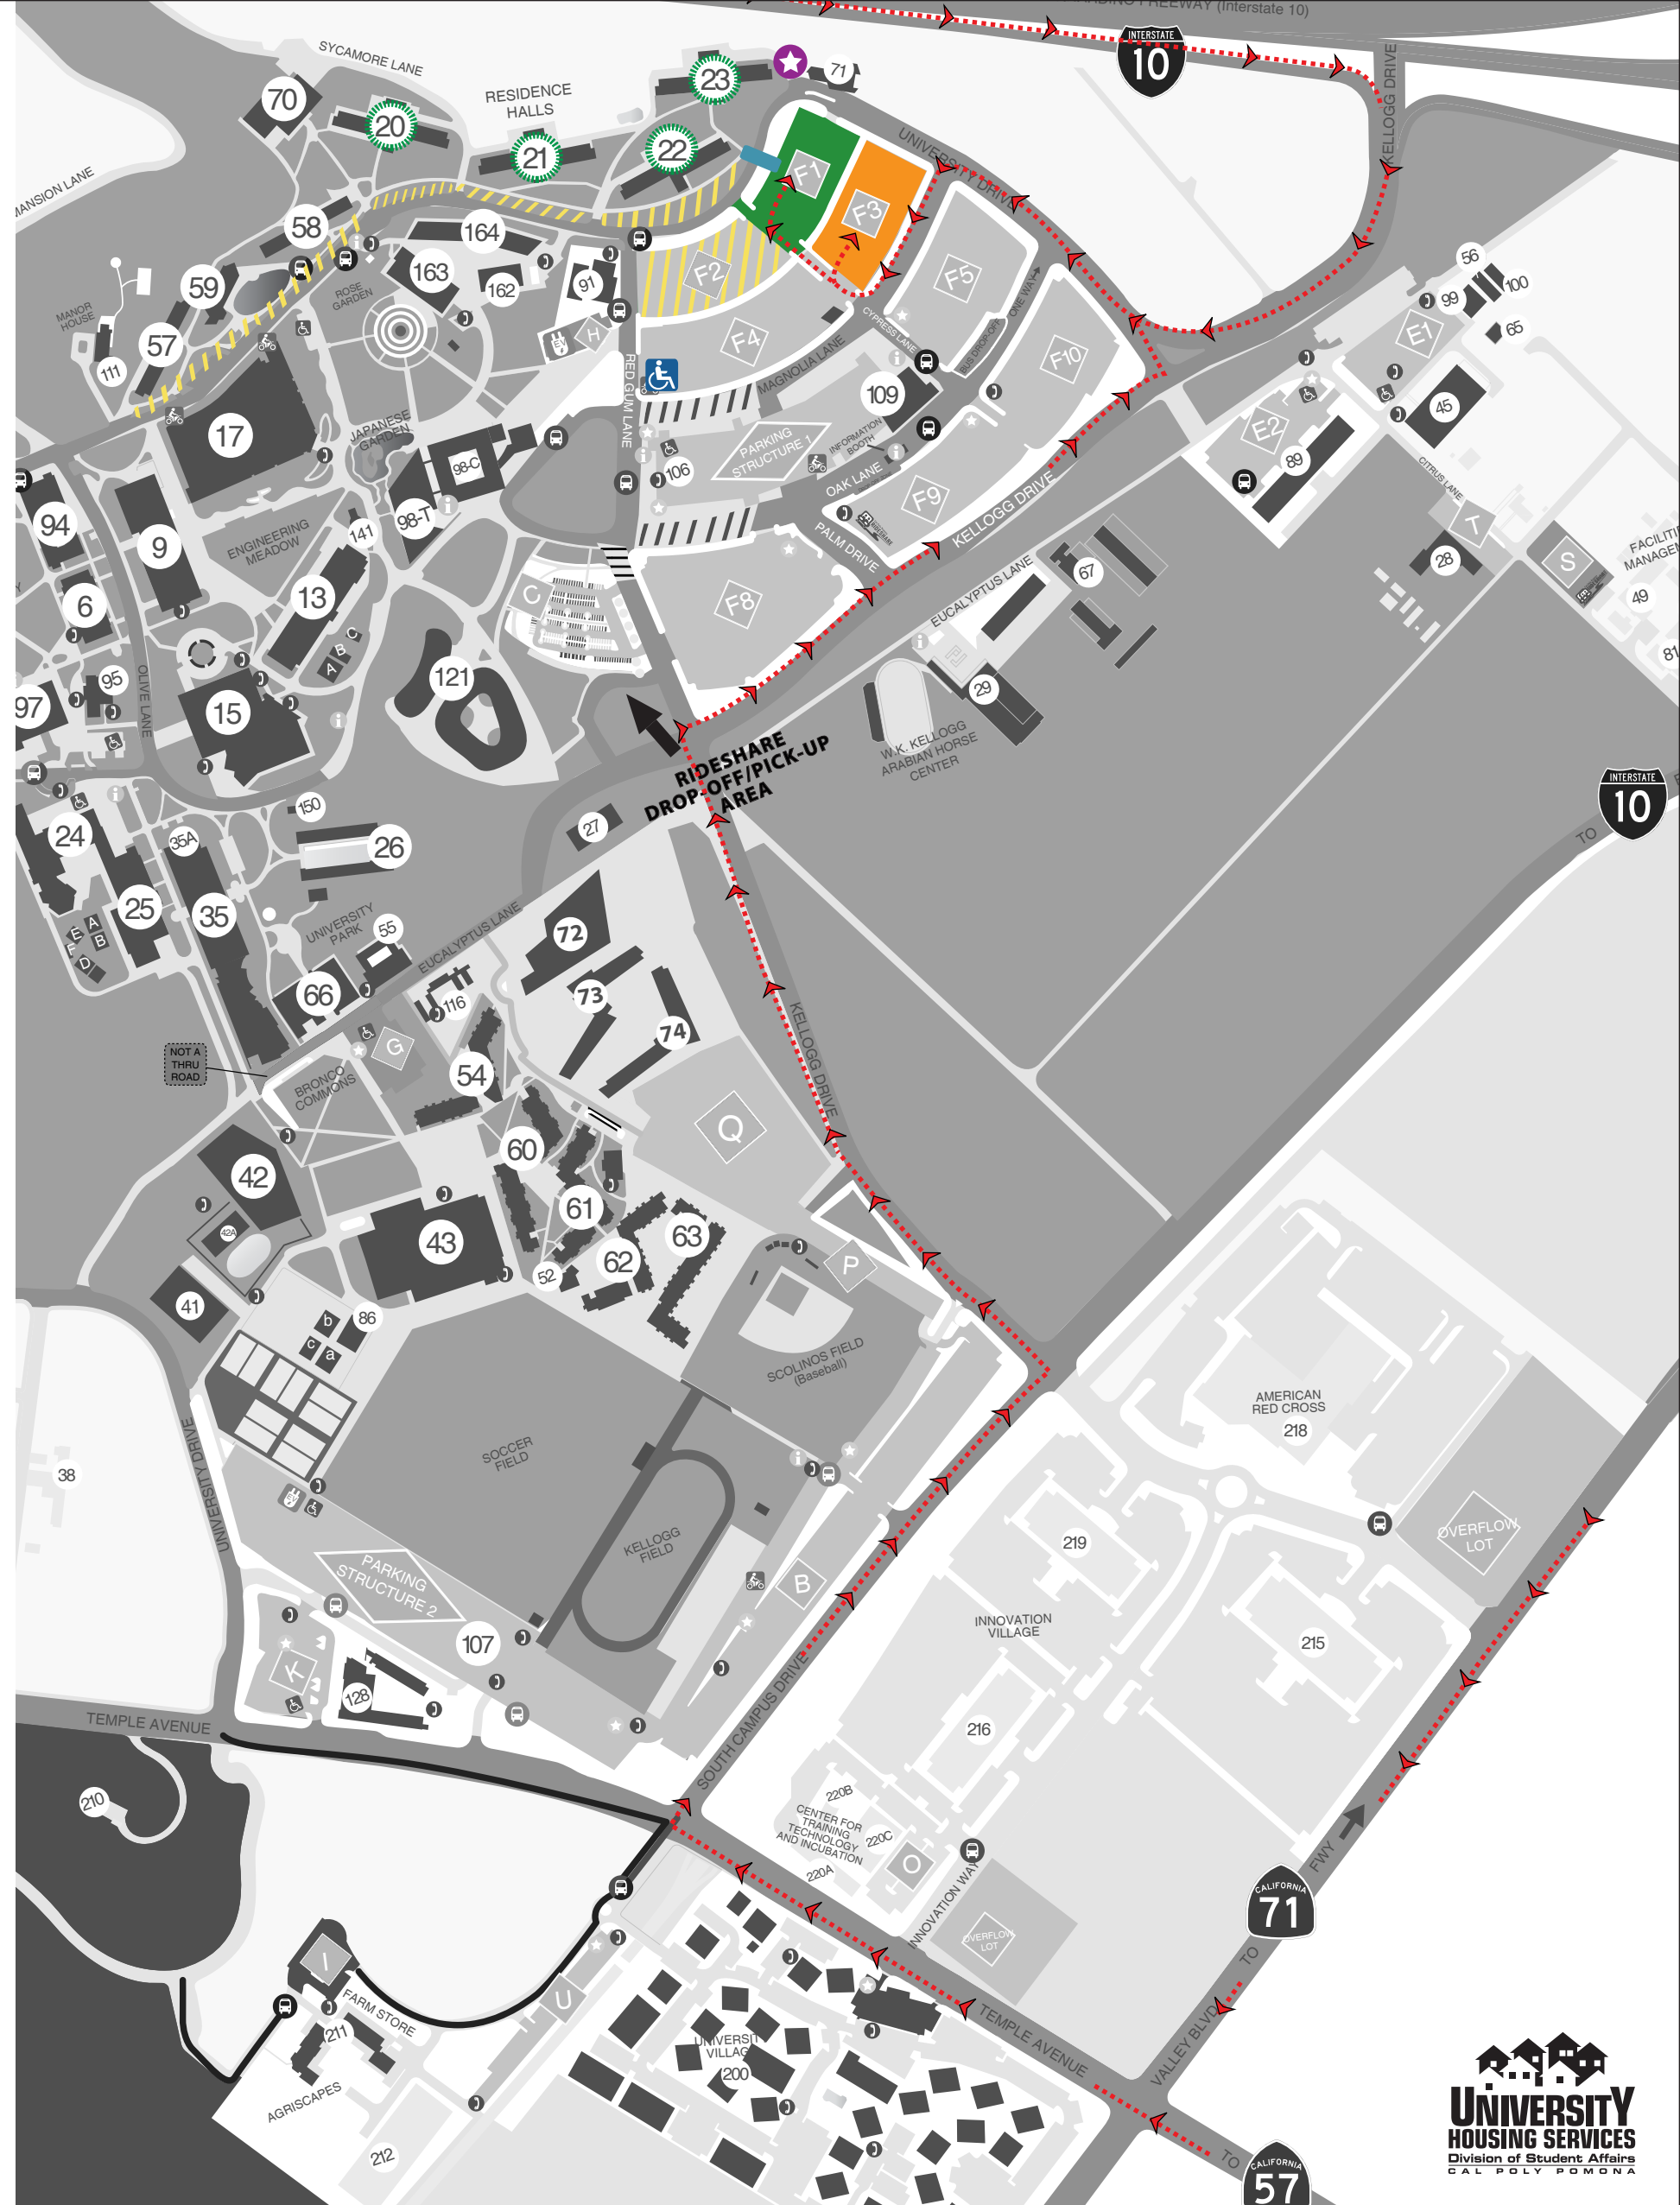 (Interstate 10)
INTERSTATE
10
KELLOGG DRIVE
SYCAMORE LANE
RESIDENCE
HALLS
23
71
70
20
21
22
F1
F3
UNIVERSITY DRIVE
KELLOGG DRIVE
MANSION LANE
58
164
163
162
91
F2
F5
ONE WAY
56
99
100
65
E1
59
ROSE
GARDEN
MANOR
HOUSE
57
111
EV
H
F4
CYPRESS LANE
BUS DROP-OFF
F10
RED GUM LANE
MAGNOLIA LANE
109
45
17
JAPANESE
GARDEN
98-C
PARKING
STRUCTURE 1
INFORMATION
BOOTH
106
E2
89
CITRUS LANE
OAK LANE
F9
94
9
ENGINEERING
MEADOW
141
98-T
PALM DRIVE
KELLOGG DRIVE
T
28
S
49
81
6
13
C
F8
EUCALYPTUS LANE
67
A
B
C
OLIVE LANE
95
97
15
121
29
W.K. KELLOGG
ARABIAN HORSE
CENTER
RIDESHARE
DROP-OFF/PICK-UP
AREA
INTERSTATE
10
TO
150
27
24
35A
26
25
35
A
B
E
F
D
UNIVERSITY
PARK
55
EUCALYPTUS LANE
72
66
116
73
74
G
KELLOGG DRIVE
NOT A
THRU
ROAD
BRONCO
COMMONS
54
Q
60
42
61
42A
43
63
62
52
P
41
86
b
c
a
SCOLINOS FIELD
(Baseball)
AMERICAN
RED CROSS
218
SOCCER
FIELD
UNIVERSITY DRIVE
38
KELLOGG
FIELD
219
OVERFLOW
LOT
PARKING
STRUCTURE 2
B
INNOVATION
VILLAGE
107
215
K
128
SOUTH CAMPUS DRIVE
216
TEMPLE AVENUE
210
220B
CENTER FOR
TRAINING
TECHNOLOGY
AND INCUBATION
220C
220A
O
FWY
CALIFORNIA
71
TO
INNOVATION WAY
OVERFLOW
LOT
I
FARM STORE
U
211
TEMPLE AVENUE
VALLEY BLVD
200
AGRISCAPES
212
TO
CALIFORNIA
57
UNIVERSITY
HOUSING SERVICES
Division of Student Affairs
CAL POLY POMONA